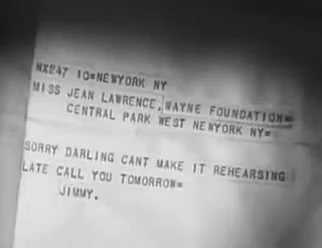 NX247 10=NEWYORK NY
MISS JEAN LAWRENCE, WAYNE FOUNDATION=
CENTRAL PARK WEST NEWYORK NY=
SORRY DARLING CANT MAKE IT REHEARSING
LATE CALL YOU TOMORROW=
JIMMY.